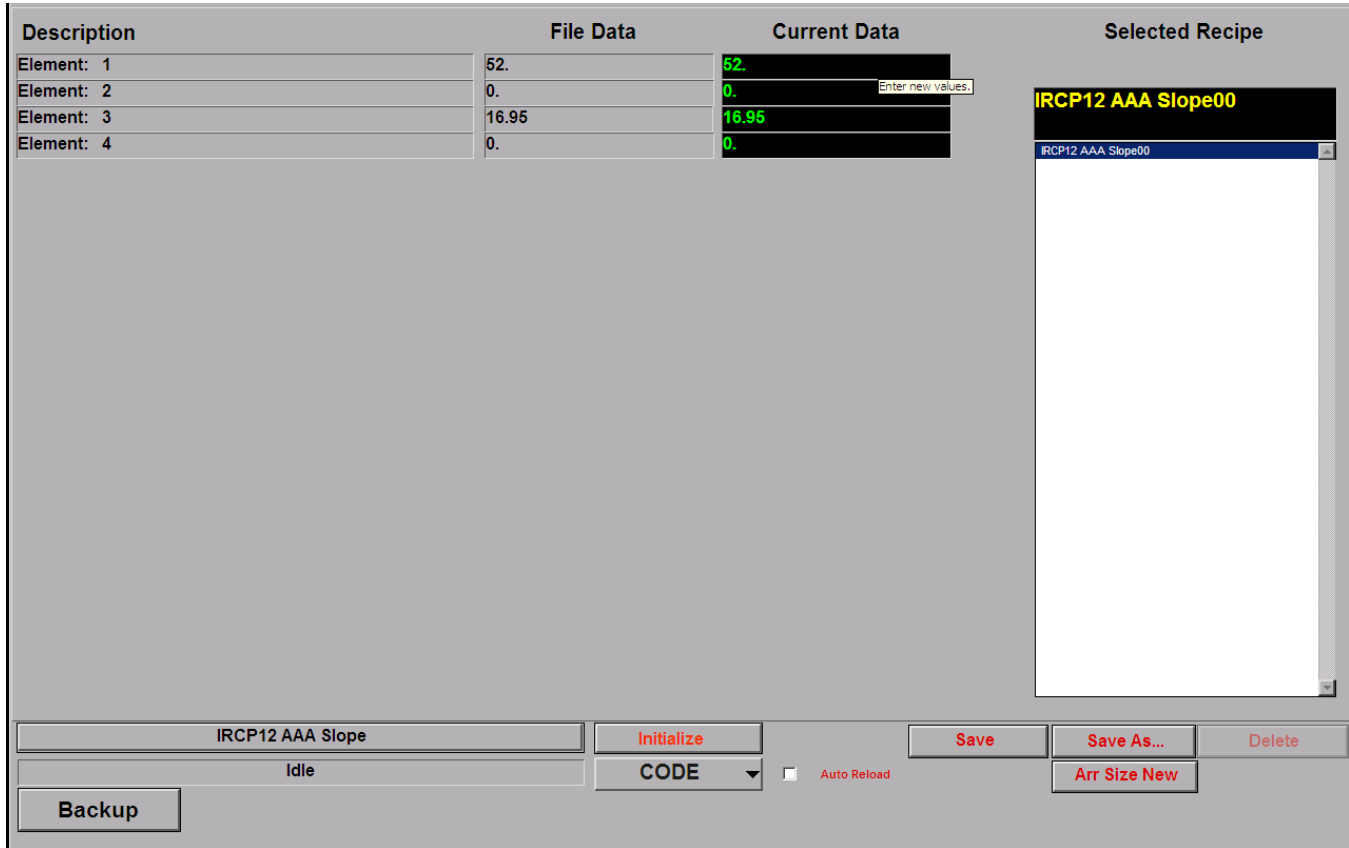 Description File Data Current Data Selected Recipe
Element: 1 52. 52.
Enter new values.
Element: 2 0. 0.
IRCP12 AAA Slope00
Element: 3 16.95 16.95
Element: 4 0. 0.
IRCP12 AAA Slope00
IRCP12 AAA Slope Initialize Save Save As... Delete
Idle CODE Auto Reload Arr Size New
Backup